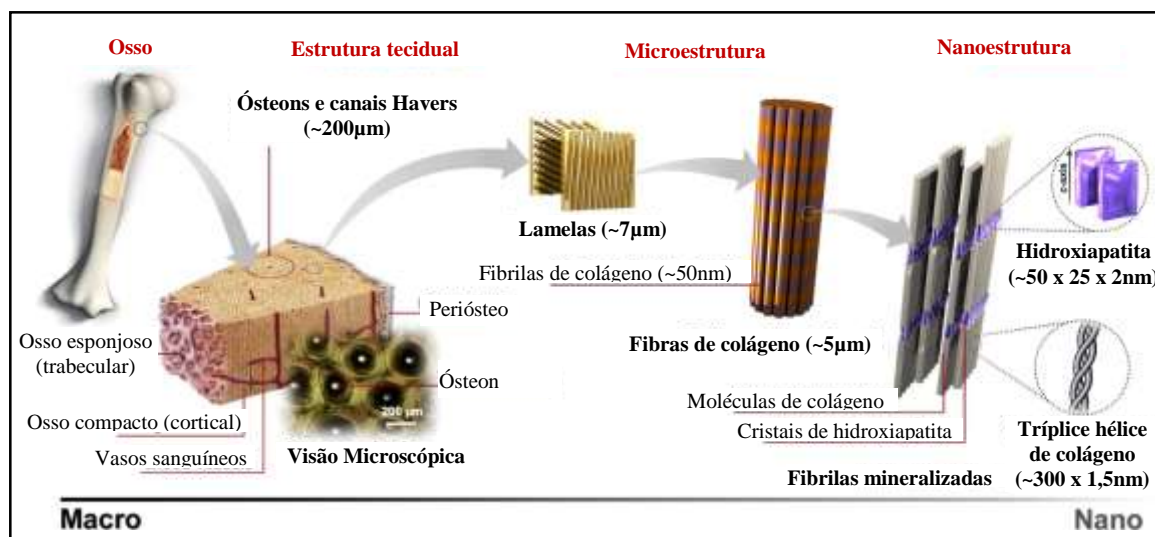 Osso
Estrutura tecidual
Microestrutura
Nanoestrutura
Ósteons e canais Havers
(~200µm)
Lamelas (~7µm)
Fibrilas de colágeno (~50nm)
Periósteo
Osso esponjoso
(trabecular)
Ósteon
200 µm
Osso compacto (cortical)
Vasos sanguíneos
Visão Microscópica
Fibras de colágeno (~5µm)
c-axis
Hidroxiapatita
(~50 x 25 x 2nm)
Moléculas de colágeno
Cristais de hidroxiapatita
Fibrilas mineralizadas
Tríplice hélice
de colágeno
(~300 x 1,5nm)
Macro
Nano